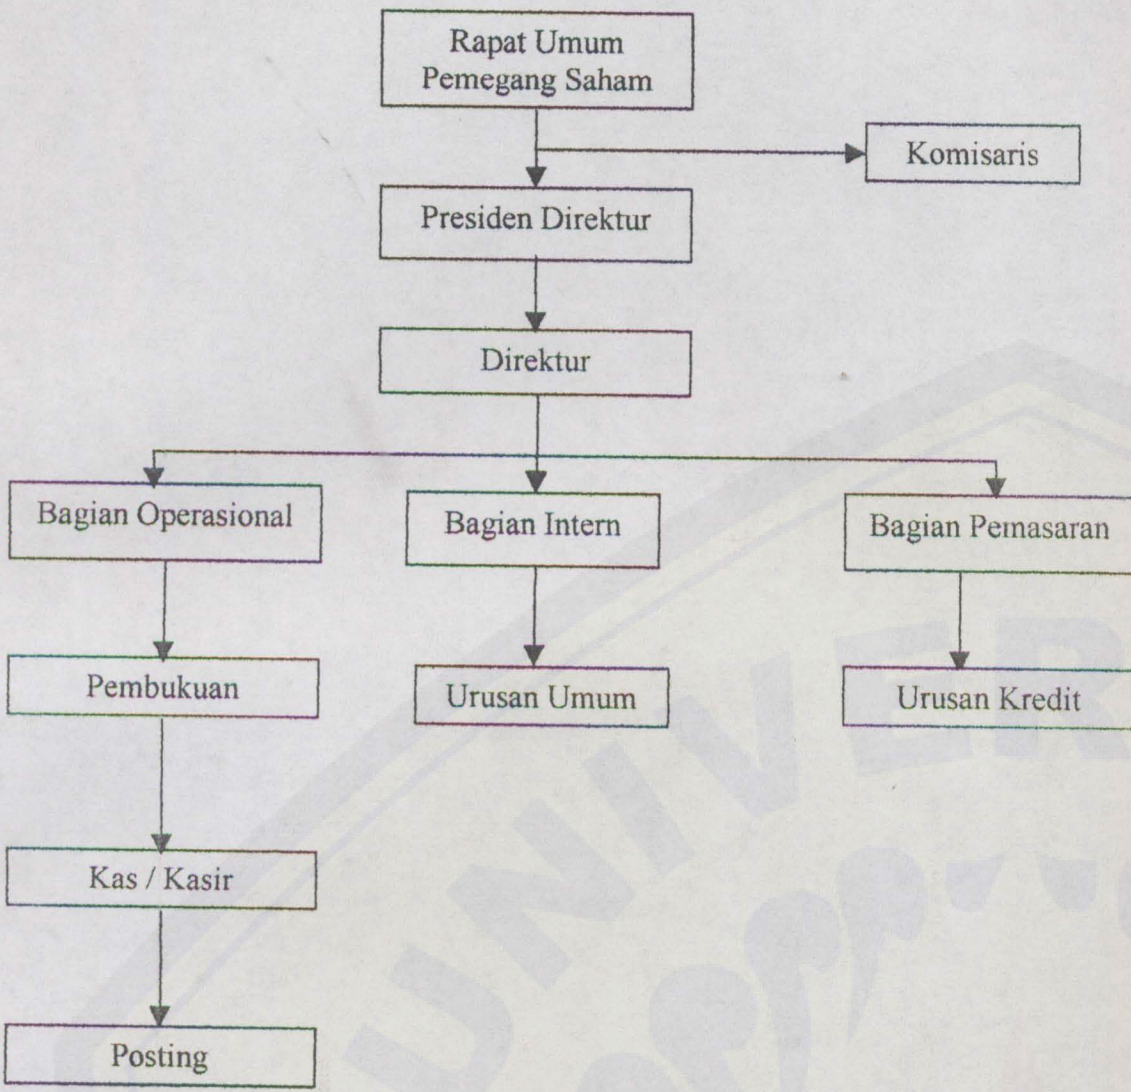 Rapat Umum
Pemegang Saham
Komisaris
Presiden Direktur
Direktur
Bagian Operasional
Bagian Intern
Bagian Pemasaran
Pembukuan
Urusan Umum
Urusan Kredit
Kas / Kasir
Posting
UNIVER